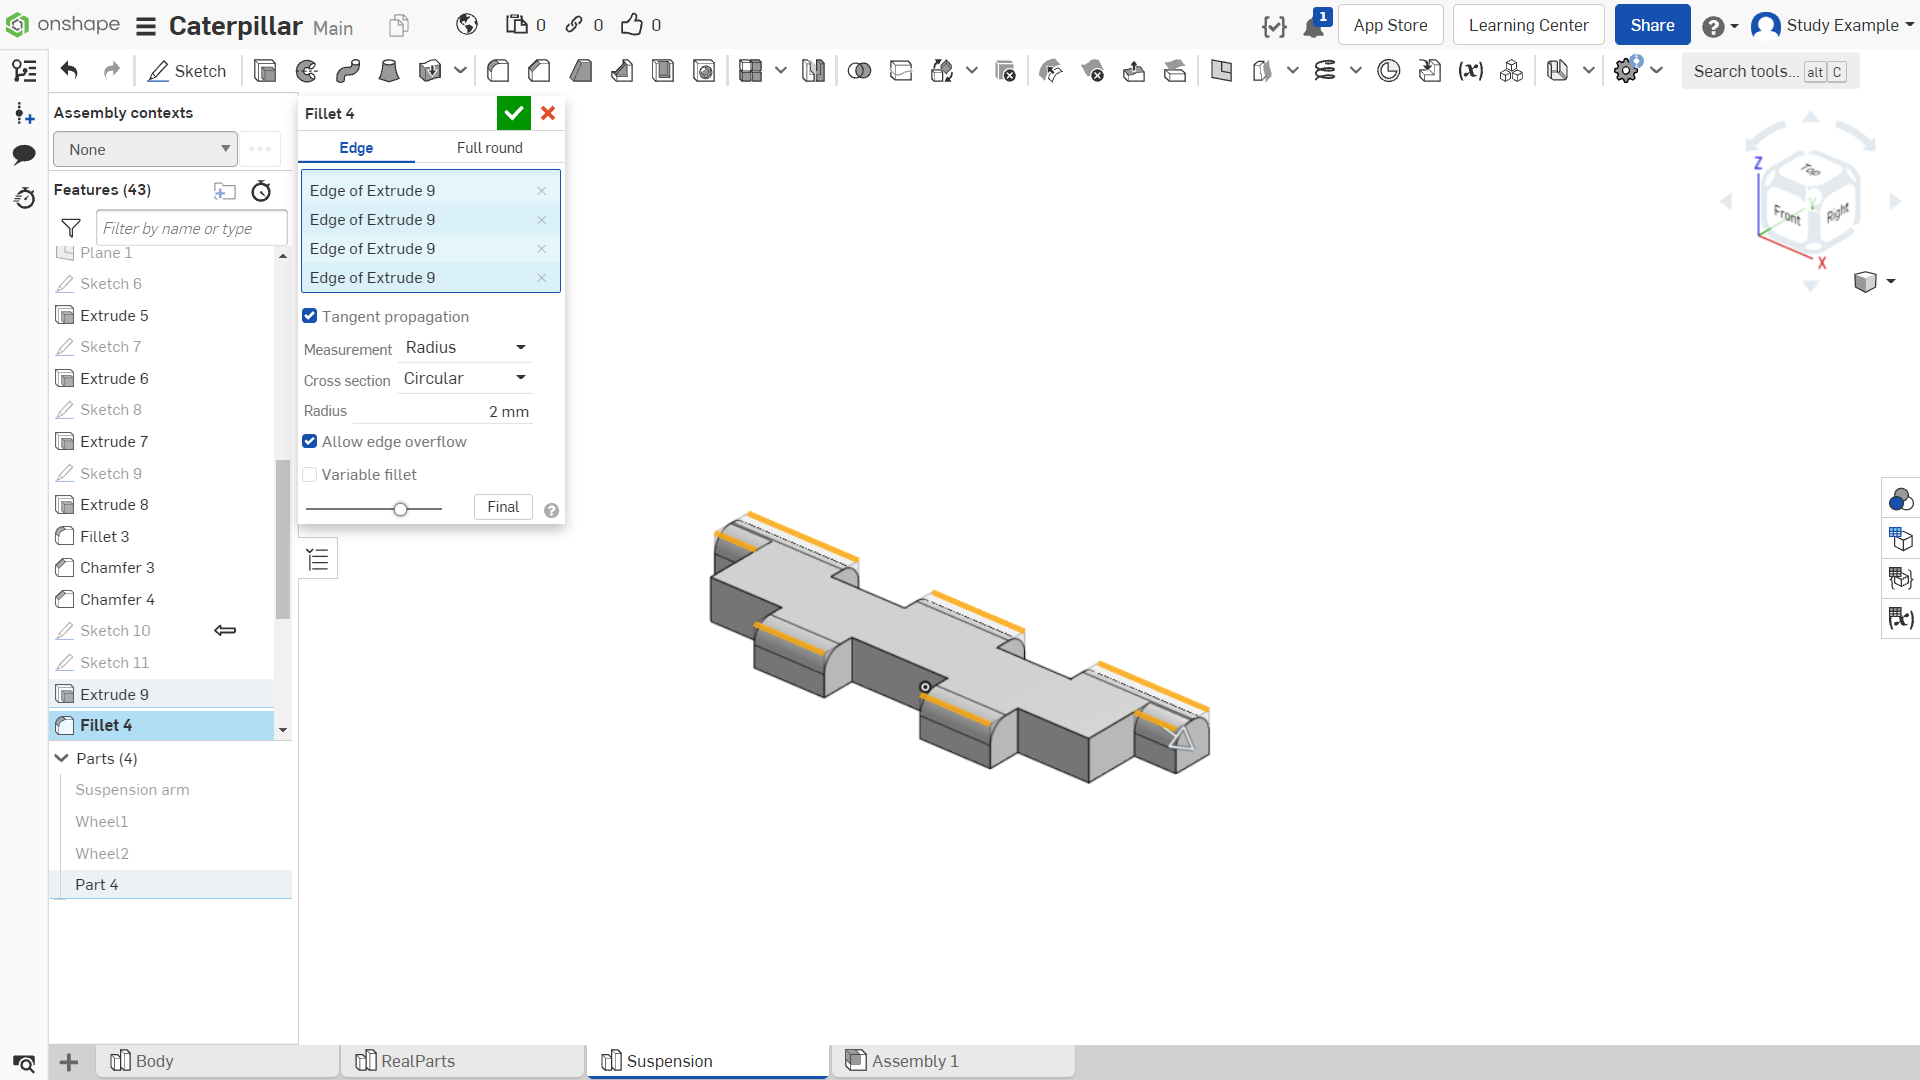 onshape
Caterpillar Main
0
0
0
1
App Store
Learning Center
Share
Study Example
Sketch
Search tools... alt C
Assembly contexts
None
Features (43)
Filter by name or type
Plane 1
Sketch 6
Extrude 5
Sketch 7
Extrude 6
Sketch 8
Extrude 7
Sketch 9
Extrude 8
Fillet 3
Chamfer 3
Chamfer 4
Sketch 10
Sketch 11
Extrude 9
Fillet 4
Parts (4)
Suspension arm
Wheel1
Wheel2
Part 4
Fillet 4
Edge
Full round
Edge of Extrude 9
Edge of Extrude 9
Edge of Extrude 9
Edge of Extrude 9
Tangent propagation
Measurement Radius
Cross section Circular
Radius 2 mm
Allow edge overflow
Variable fillet
Final
Z
Top
Front
Y
Right
X
Body
RealParts
Suspension
Assembly 1